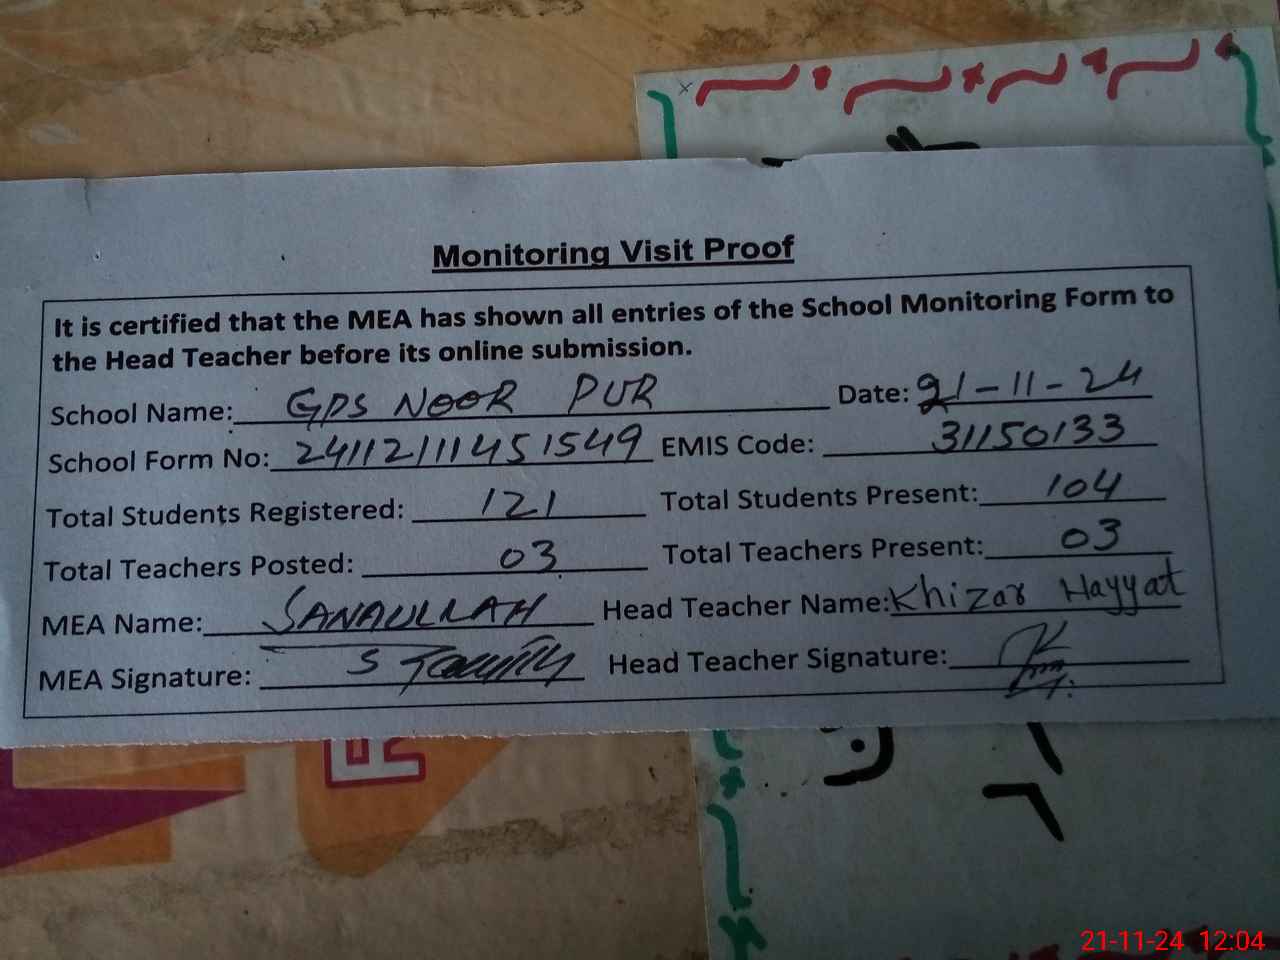 Monitoring Visit Proof
It is certified that the MEA has shown all entries of the School Monitoring Form to
the Head Teacher before its online submission.
School Name: GPS NOOR PUR Date: 21-11-24
School Form No: 241121111451549 EMIS Code: 31150133
Total Students Registered: 121 Total Students Present: 104
Total Teachers Posted: 03 Total Teachers Present: 03
MEA Name: SANAULLAH Head Teacher Name: Khizar Hayyat
MEA Signature: Head Teacher Signature:
21-11-24 12:04